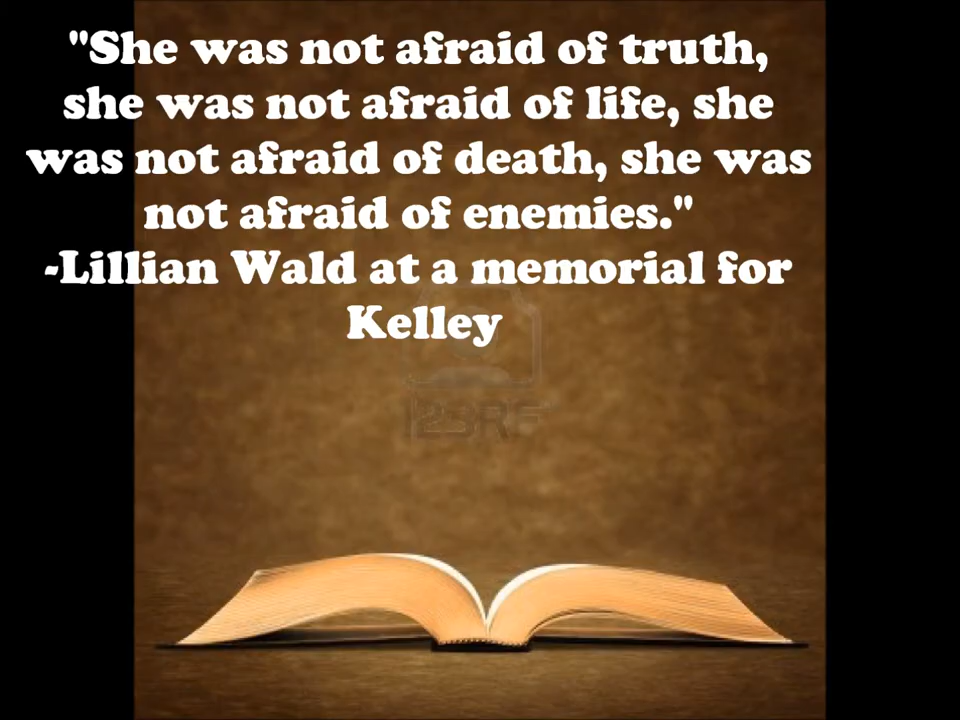 "She was not afraid of truth,
she was not afraid of life, she
was not afraid of death, she was
not afraid of enemies."
-Lillian Wald at a memorial for
Kelley
123RF